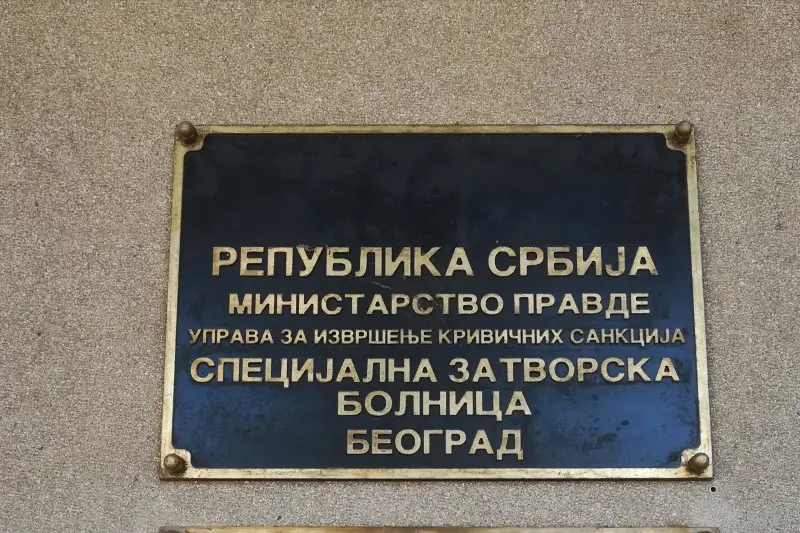 РЕПУБЛИКА СРБИЈА
МИНИСТАРСТВО ПРАВДЕ
УПРАВА ЗА ИЗВРШЕЊЕ КРИВИЧНИХ САНКЦИЈА
СПЕЦИЈАЛНА ЗАТВОРСКА
БОЛНИЦА
БЕОГРАД